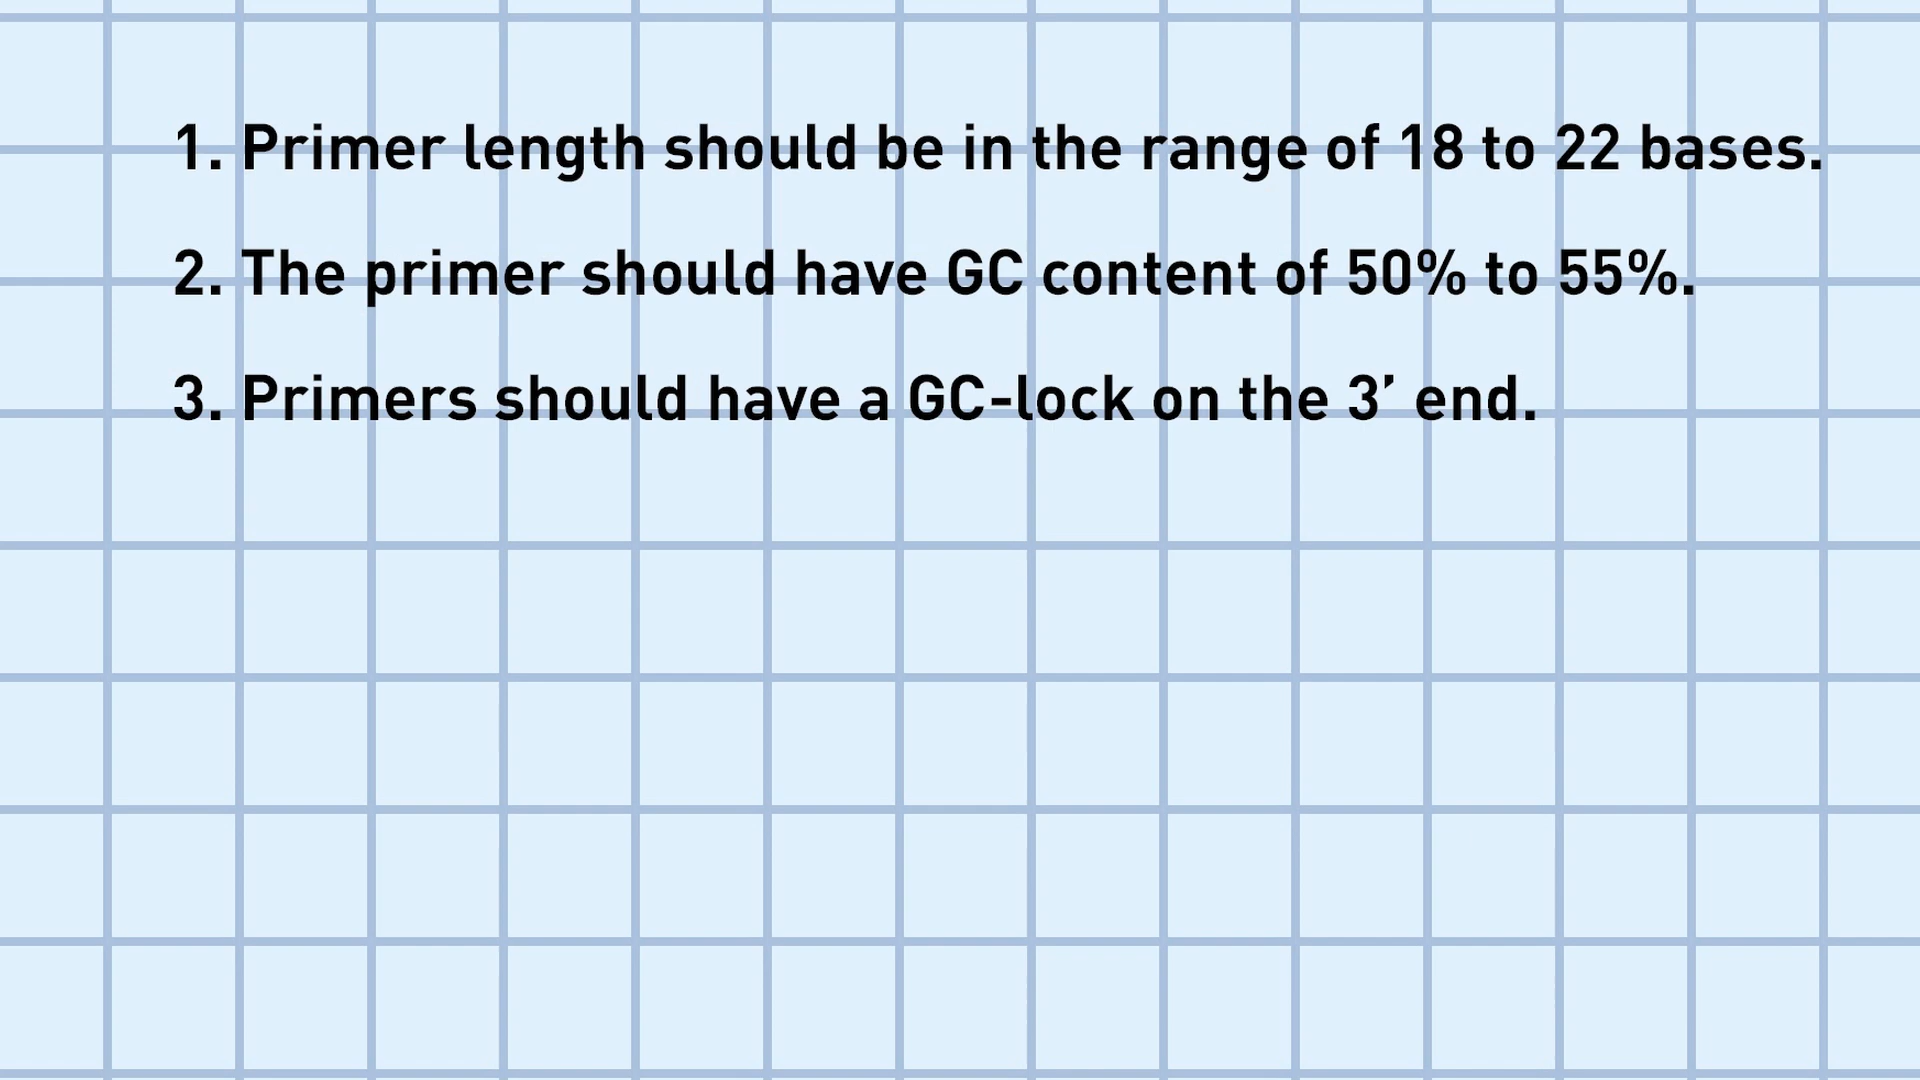 1. Primer length should be in the range of 18 to 22 bases.
2. The primer should have GC content of 50% to 55%.
3. Primers should have a GC-lock on the 3’ end.